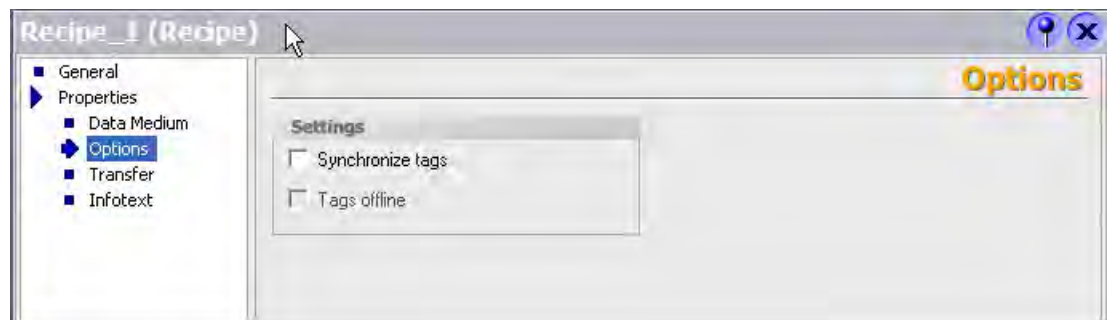 Recipe_1 (Recipe)
General
Properties
Data Medium
Options
Transfer
Infotext
Options
Settings
Synchronize tags
Tags offline